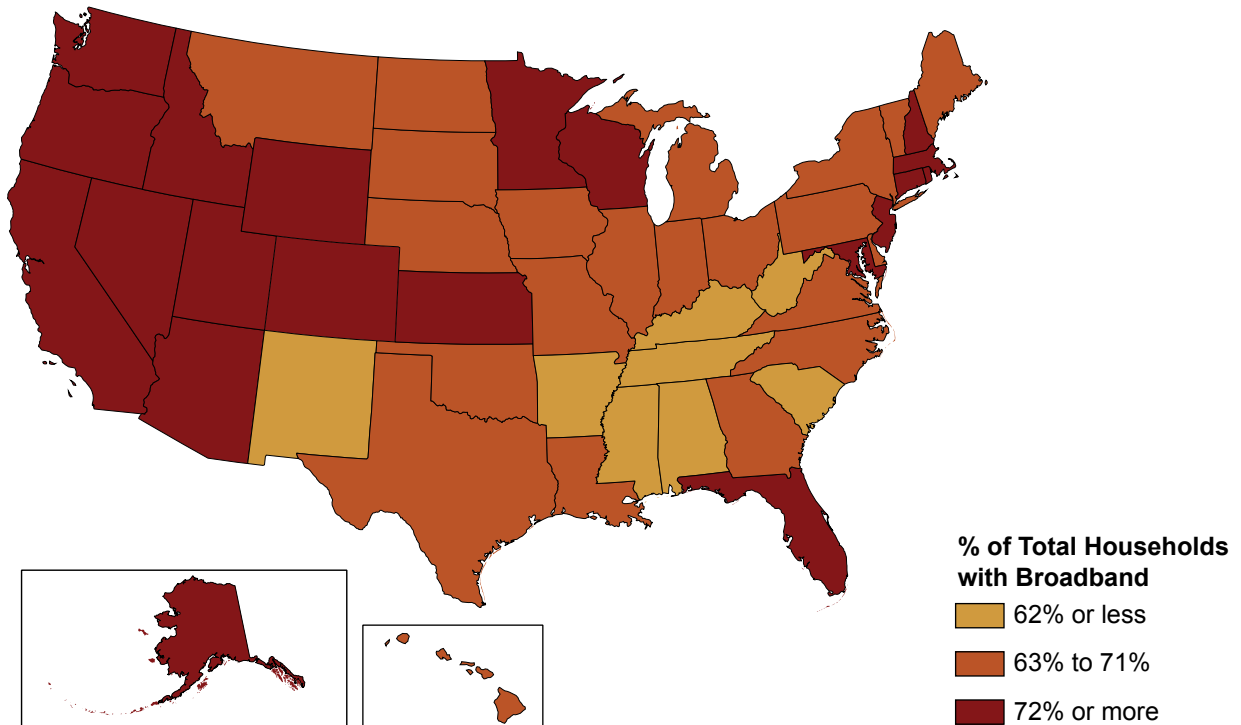 % of Total Households
with Broadband
62% or less
63% to 71%
72% or more